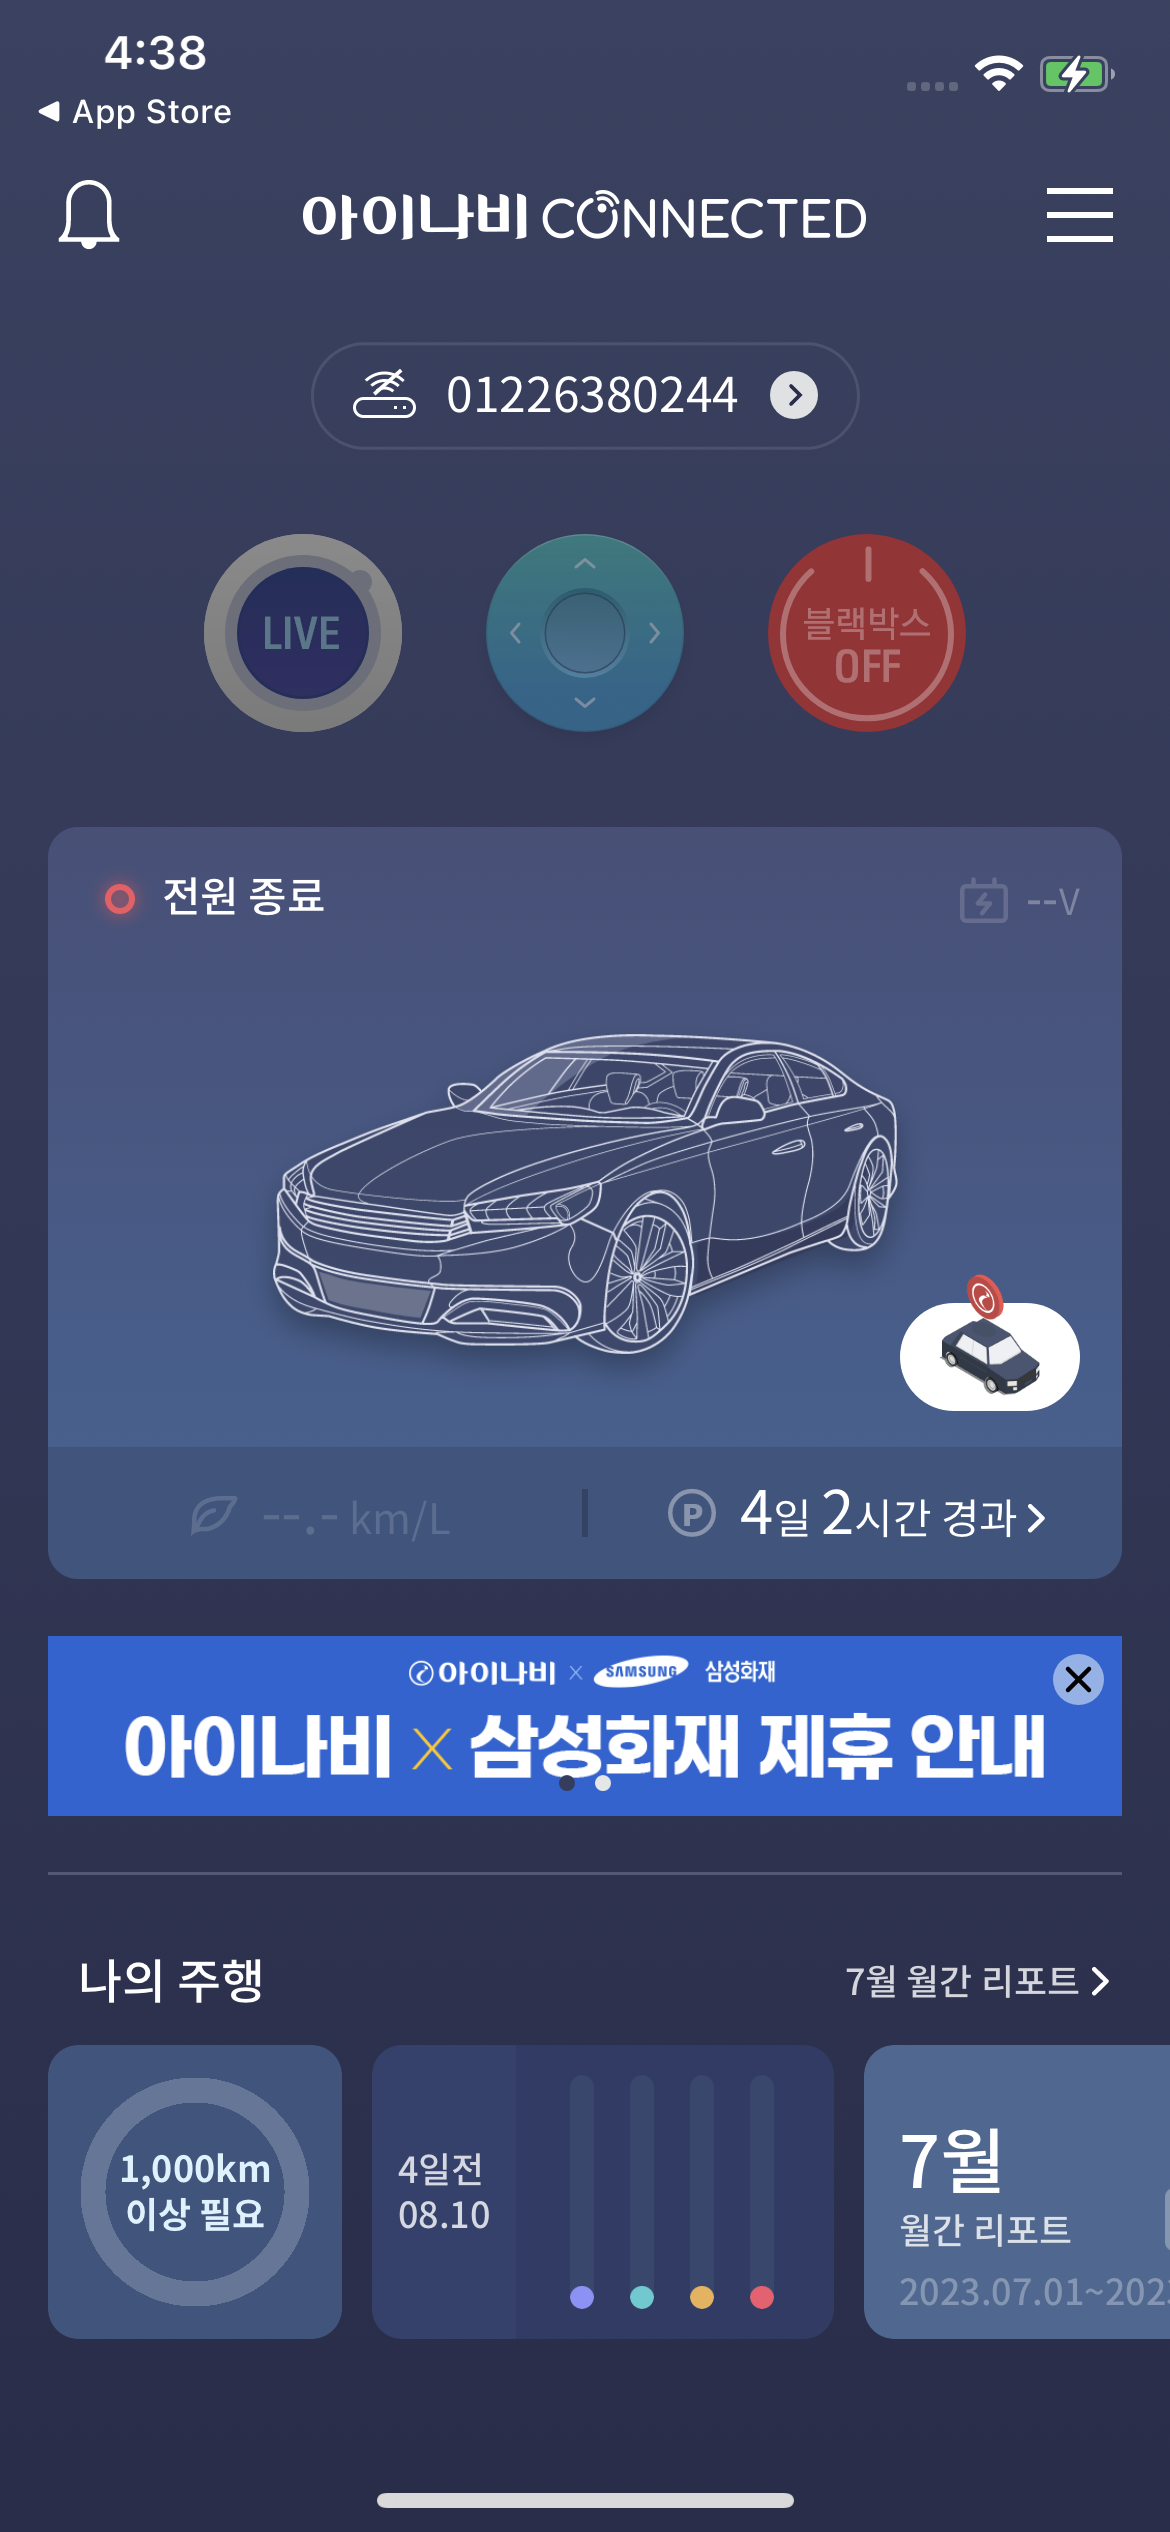 4:38
App Store
아이나비 CONNECTED
01226380244
LIVE
블랙박스
OFF
전원 종료
--V
--.- km/L
P 4일 2시간 경과
아이나비 × SAMSUNG 삼성화재
아이나비 × 삼성화재 제휴 안내
나의 주행
7월 월간 리포트
1,000km
이상 필요
4일전
08.10
7월
월간 리포트
2023.07.01~202